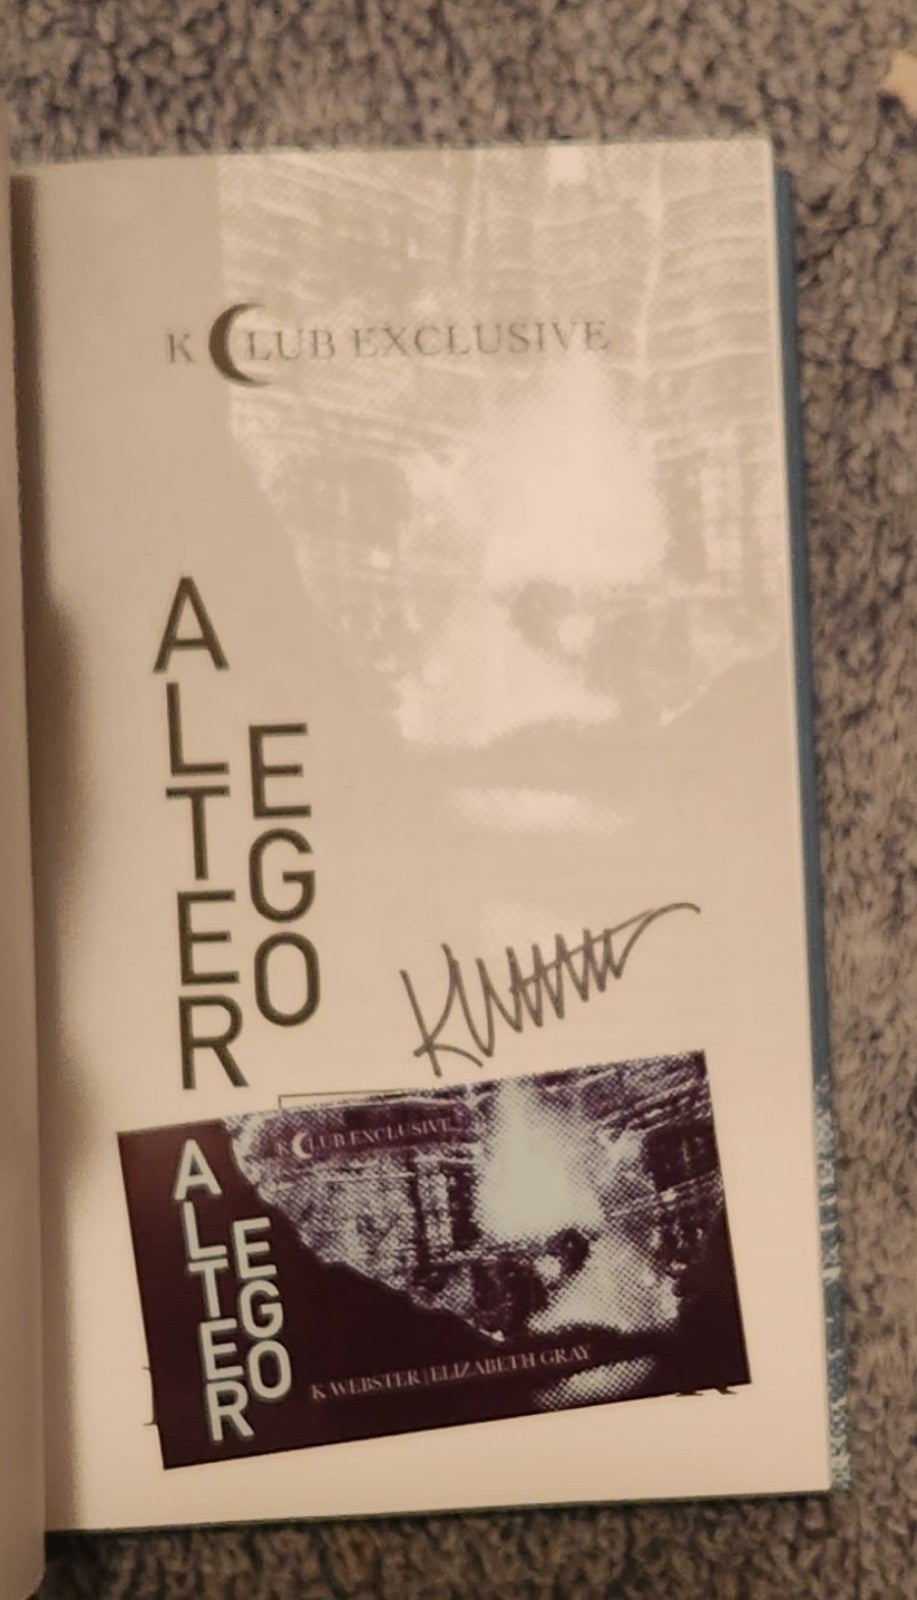 K CLUB EXCLUSIVE
ALTER
EGO
K CLUB EXCLUSIVE
ALTER
EGO
K WEBSTER | ELIZABETH GRAY